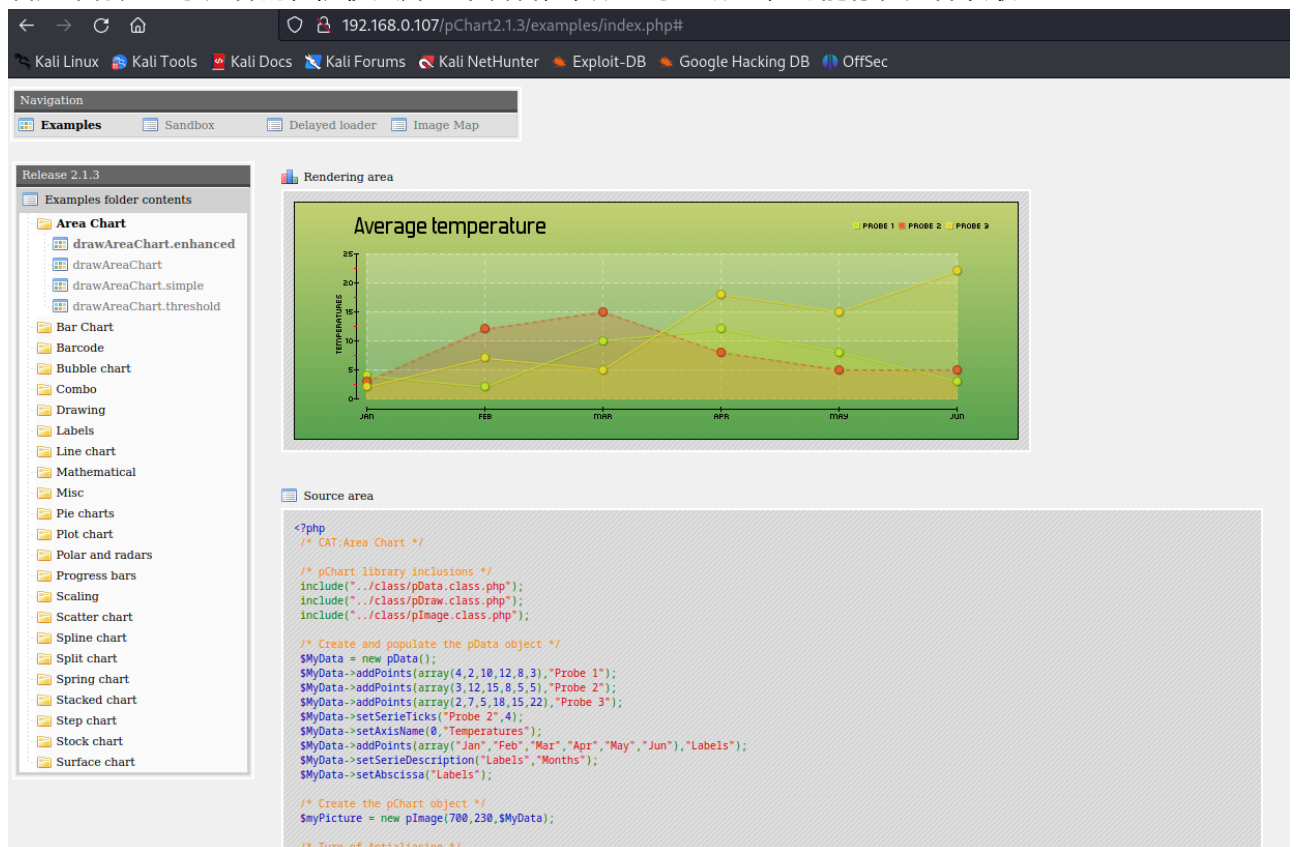 192.168.0.107/pChart2.1.3/examples/index.php#
Kali Linux Kali Tools Kali Docs Kali Forums Kali NetHunter Exploit-DB Google Hacking DB OffSec
Navigation
Examples Sandbox Delayed loader Image Map
Release 2.1.3
Examples folder contents
Area Chart
drawAreaChart.enhanced
drawAreaChart
drawAreaChart.simple
drawAreaChart.threshold
Bar Chart
Barcode
Bubble chart
Combo
Drawing
Labels
Line chart
Mathematical
Misc
Pie charts
Plot chart
Polar and radars
Progress bars
Scaling
Scatter chart
Spline chart
Split chart
Spring chart
Stacked chart
Step chart
Stock chart
Surface chart
Rendering area
Average temperature
PROBE 1 PROBE 2 PROBE 3
TEMPERATURES
25
20
15
10
5
0
JAN FEB MAR APR MAY JUN
Source area
<?php
/* CAT:Area Chart */
/* pChart library inclusions */
include("../class/pData.class.php");
include("../class/pDraw.class.php");
include("../class/pImage.class.php");
/* Create and populate the pData object */
$MyData = new pData();
$MyData->addPoints(array(4,2,10,12,8,3),"Probe 1");
$MyData->addPoints(array(3,12,15,8,5,5),"Probe 2");
$MyData->addPoints(array(2,7,5,18,15,22),"Probe 3");
$MyData->setSerieTicks("Probe 2",4);
$MyData->setAxisName(0,"Temperatures");
$MyData->addPoints(array("Jan","Feb","Mar","Apr","May","Jun"),"Labels");
$MyData->setSerieDescription("Labels","Months");
$MyData->setAbscissa("Labels");
/* Create the pChart object */
$myPicture = new pImage(700,230,$MyData);
/* Turn of Antialiasing */